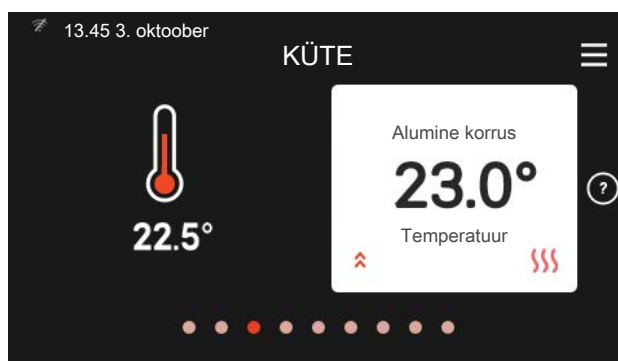 13.45 3. oktoober
KÜTE
Alumine korrus
23.0°
Temperatuur
22.5°
?